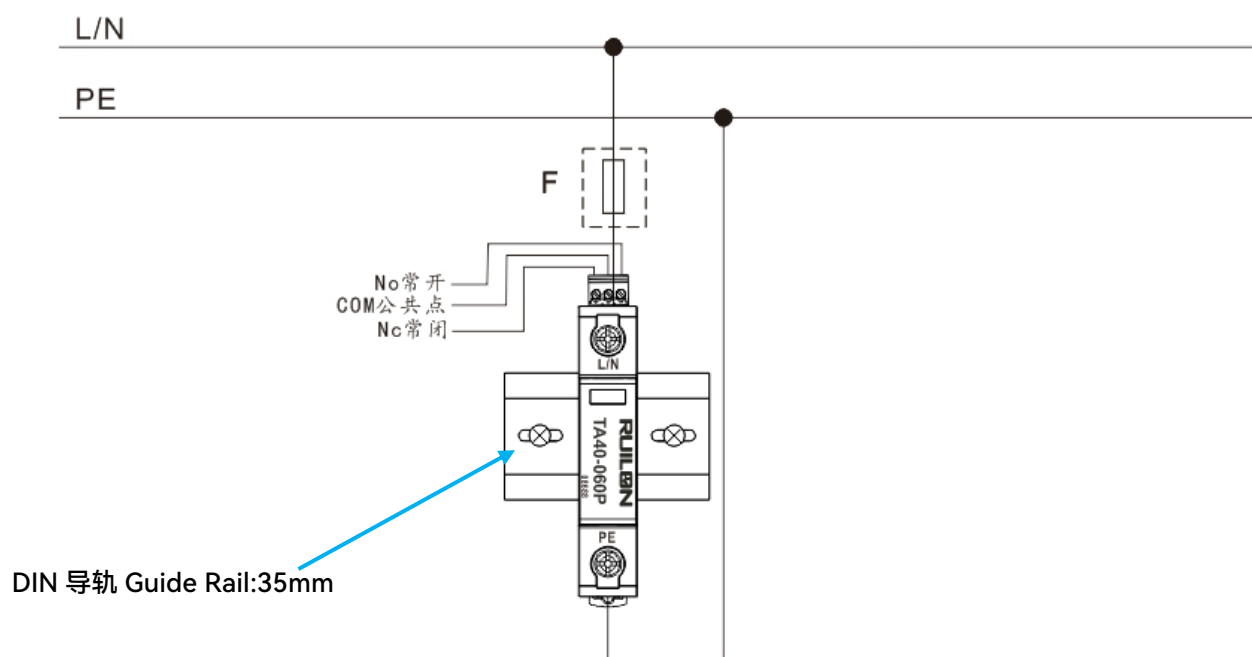 L/N
PE
F
No常开
COM公共点
Nc常闭
L/N
RUILON
TA40-060P
PE
DIN 导轨 Guide Rail:35mm